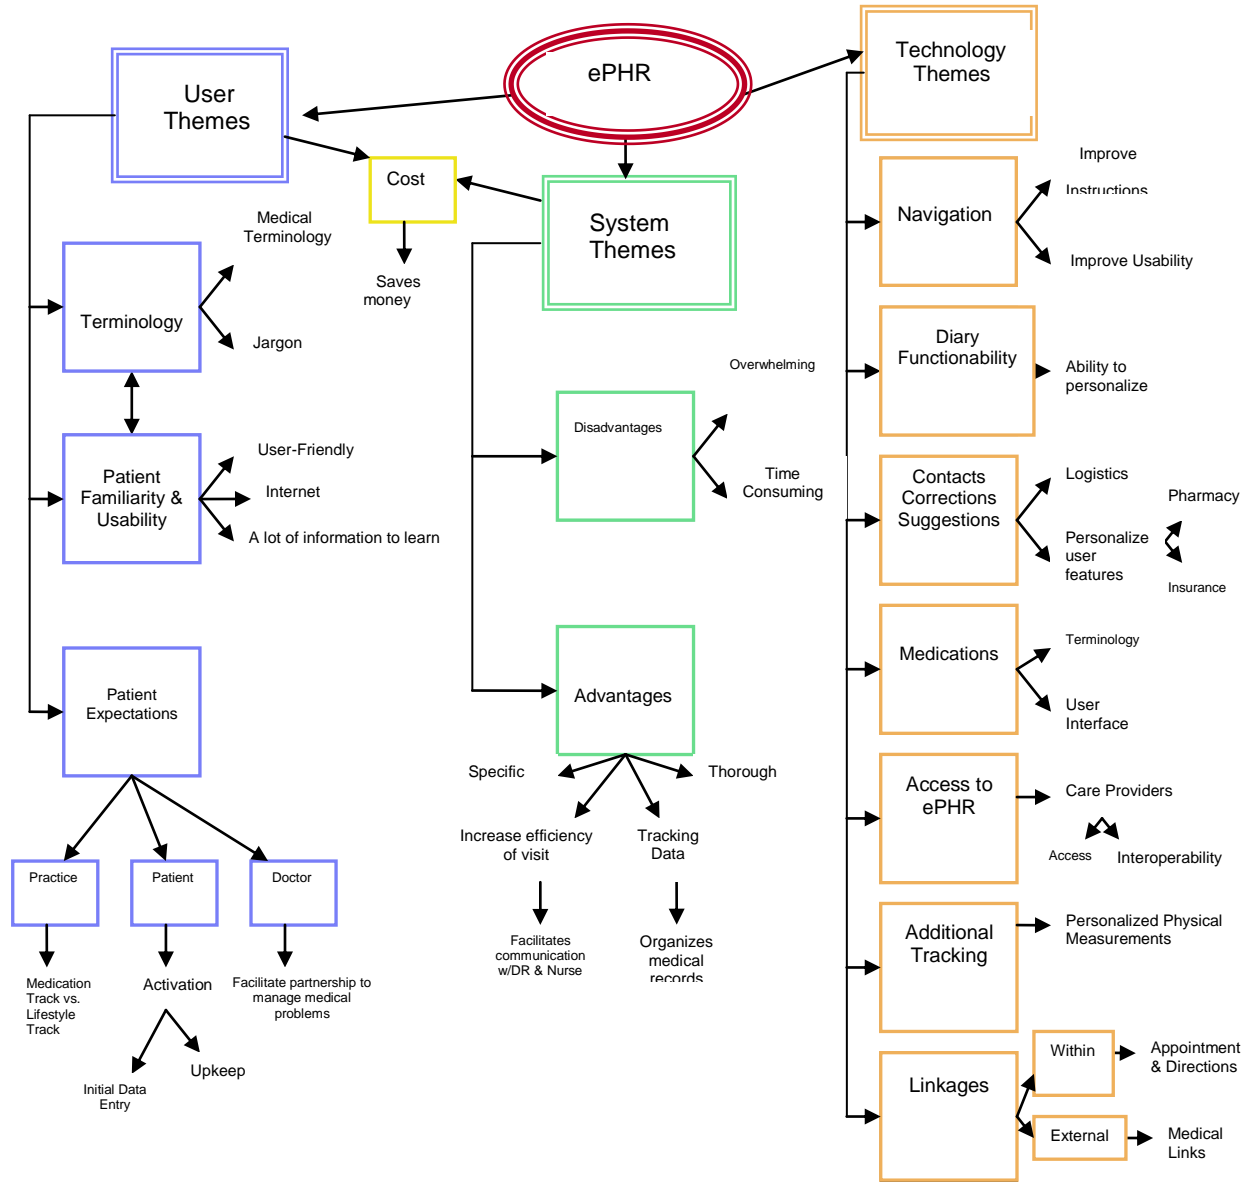 ePHR
User
Themes
Cost
Saves
money
System
Themes
Technology
Themes
Medical
Terminology
Terminology
Jargon
Patient
Familiarity &
Usability
User-Friendly
Internet
A lot of information to learn
Patient
Expectations
Practice
Patient
Doctor
Medication
Track vs.
Lifestyle
Track
Activation
Facilitate partnership to
manage medical
problems
Initial Data
Entry
Upkeep
Disadvantages
Overwhelming
Time
Consuming
Advantages
Specific
Thorough
Increase efficiency
of visit
Tracking
Data
Facilitates
communication
w/DR & Nurse
Organizes
medical
records
Navigation
Improve
Instructions
Improve Usability
Diary
Functionability
Ability to
personalize
Contacts
Corrections
Suggestions
Logistics
Personalize
user
features
Pharmacy
Insurance
Medications
Terminology
User
Interface
Access to
ePHR
Care Providers
Access
Interoperability
Additional
Tracking
Personalized Physical
Measurements
Linkages
Within
Appointment
& Directions
External
Medical
Links